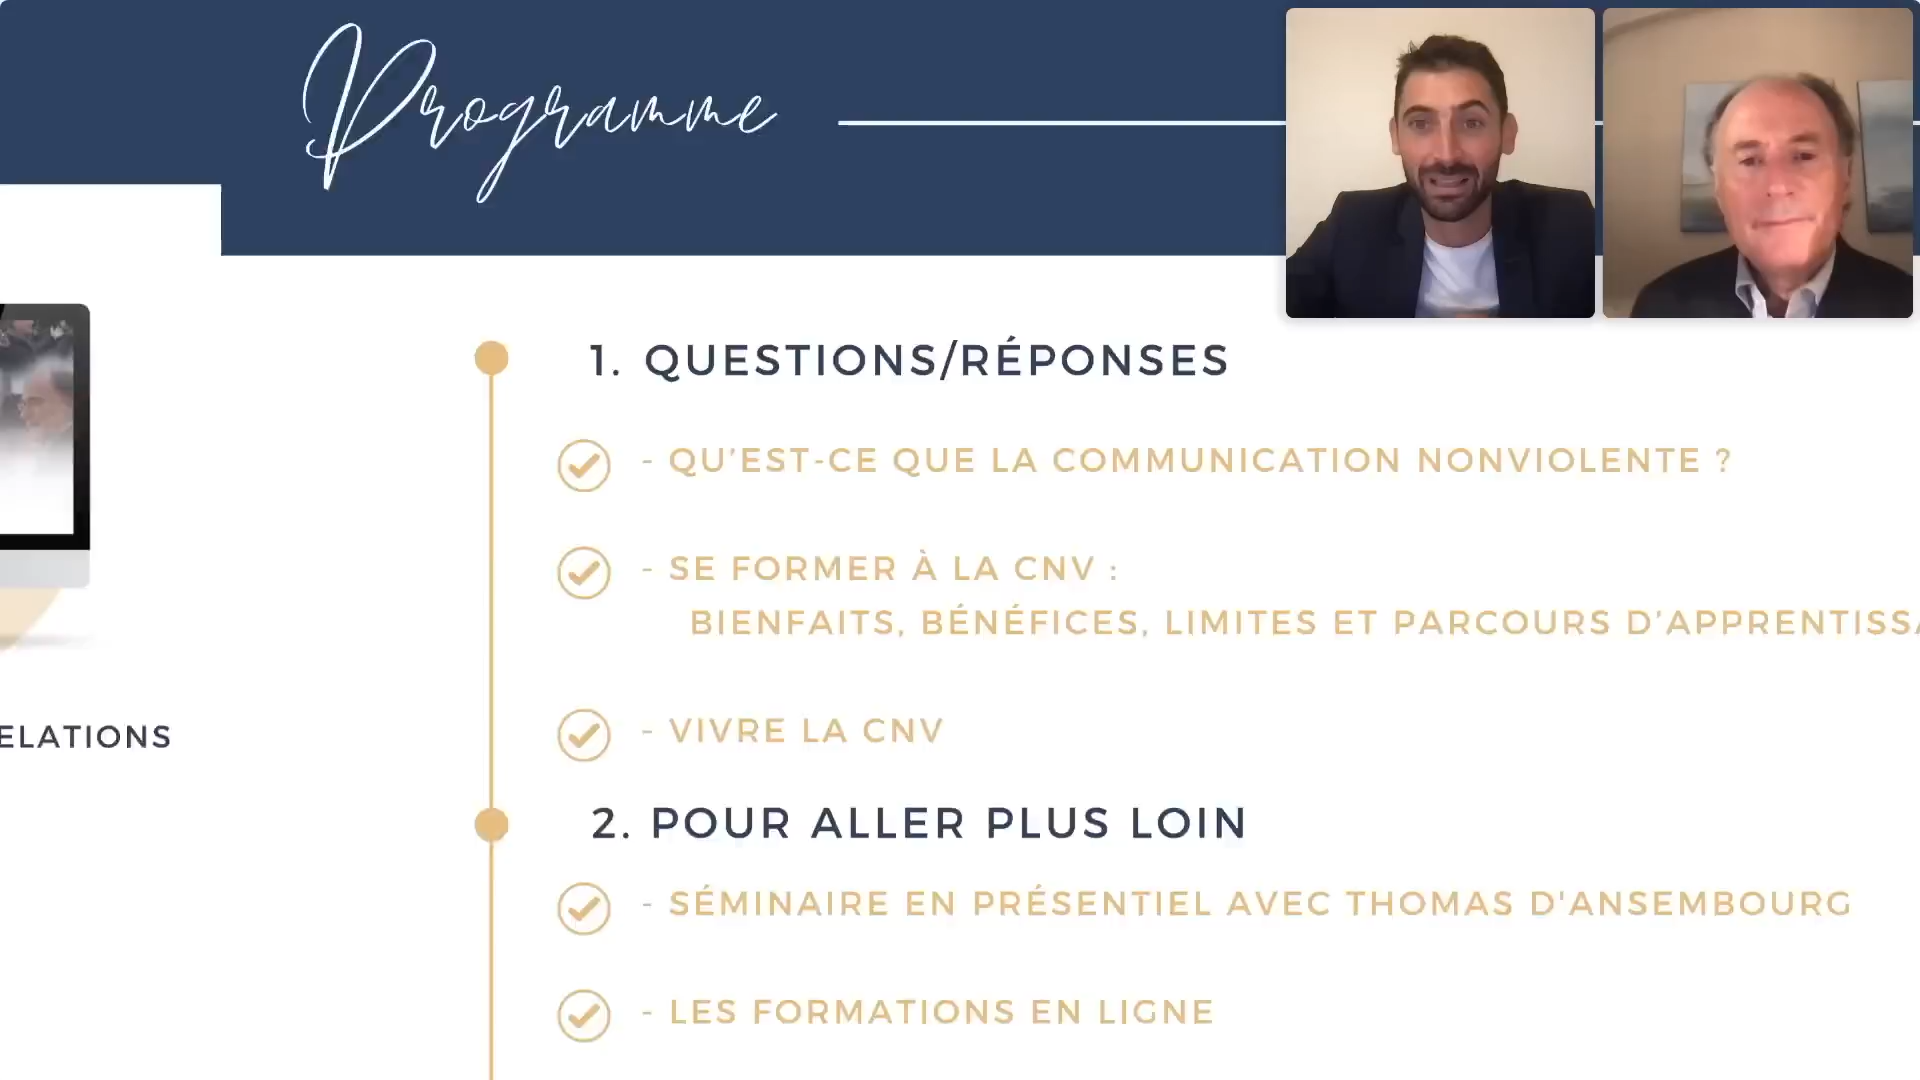 Programme
1. QUESTIONS/RÉPONSES
- QU'EST-CE QUE LA COMMUNICATION NONVIOLENTE ?
- SE FORMER À LA CNV :
BIENFAITS, BÉNÉFICES, LIMITES ET PARCOURS D'APPRENTISSA
ELATIONS
- VIVRE LA CNV
2. POUR ALLER PLUS LOIN
- SÉMINAIRE EN PRÉSENTIEL AVEC THOMAS D'ANSEMBOURG
- LES FORMATIONS EN LIGNE